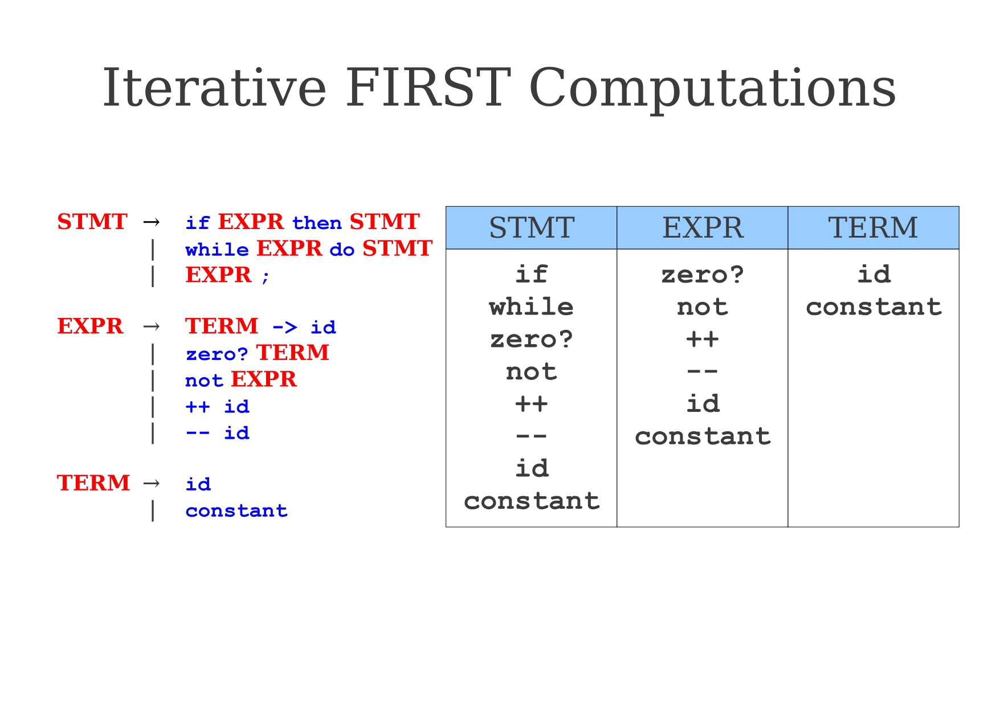 Iterative FIRST Computations
STMT → if EXPR then STMT
| while EXPR do STMT
| EXPR ;
EXPR → TERM -> id
| zero? TERM
| not EXPR
| ++ id
| -- id
TERM → id
| constant
STMT EXPR TERM
if zero? id
while not constant
zero? ++
not --
++ id
-- constant
id
constant